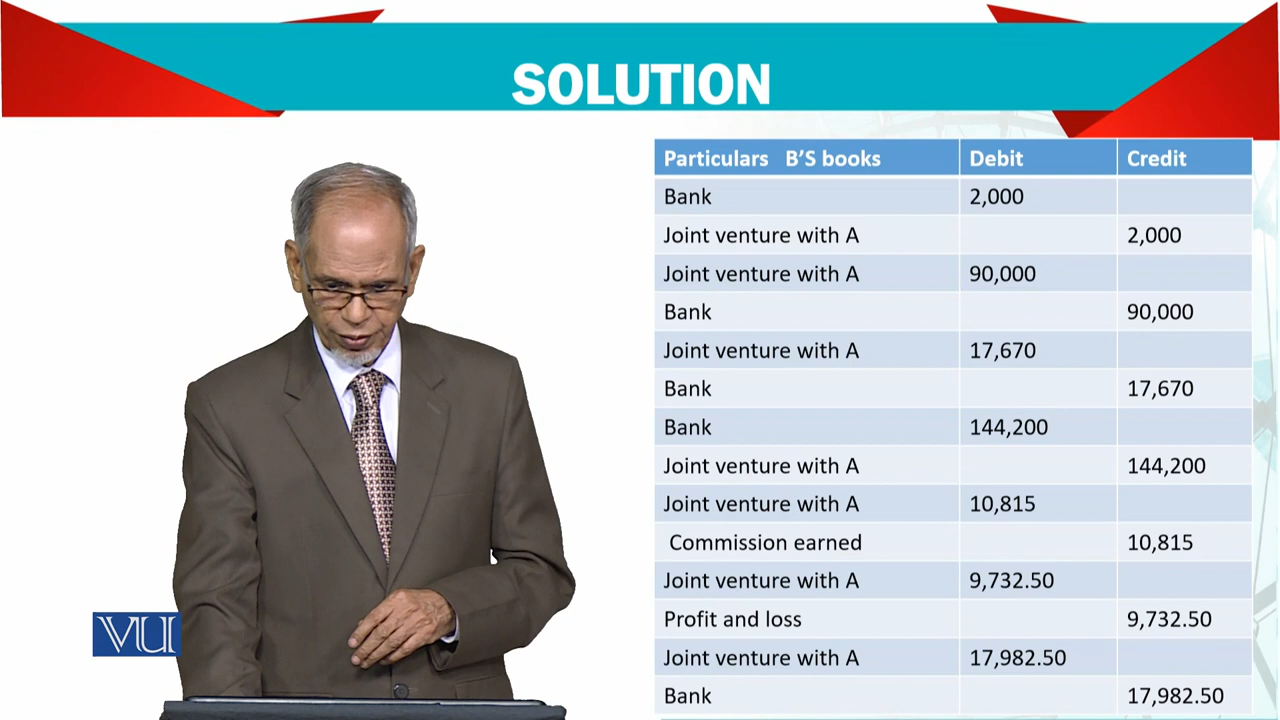 SOLUTION
Particulars B'S books Debit Credit
Bank 2,000
Joint venture with A 2,000
Joint venture with A 90,000
Bank 90,000
Joint venture with A 17,670
Bank 17,670
Bank 144,200
Joint venture with A 144,200
Joint venture with A 10,815
Commission earned 10,815
Joint venture with A 9,732.50
Profit and loss 9,732.50
Joint venture with A 17,982.50
Bank 17,982.50
VU